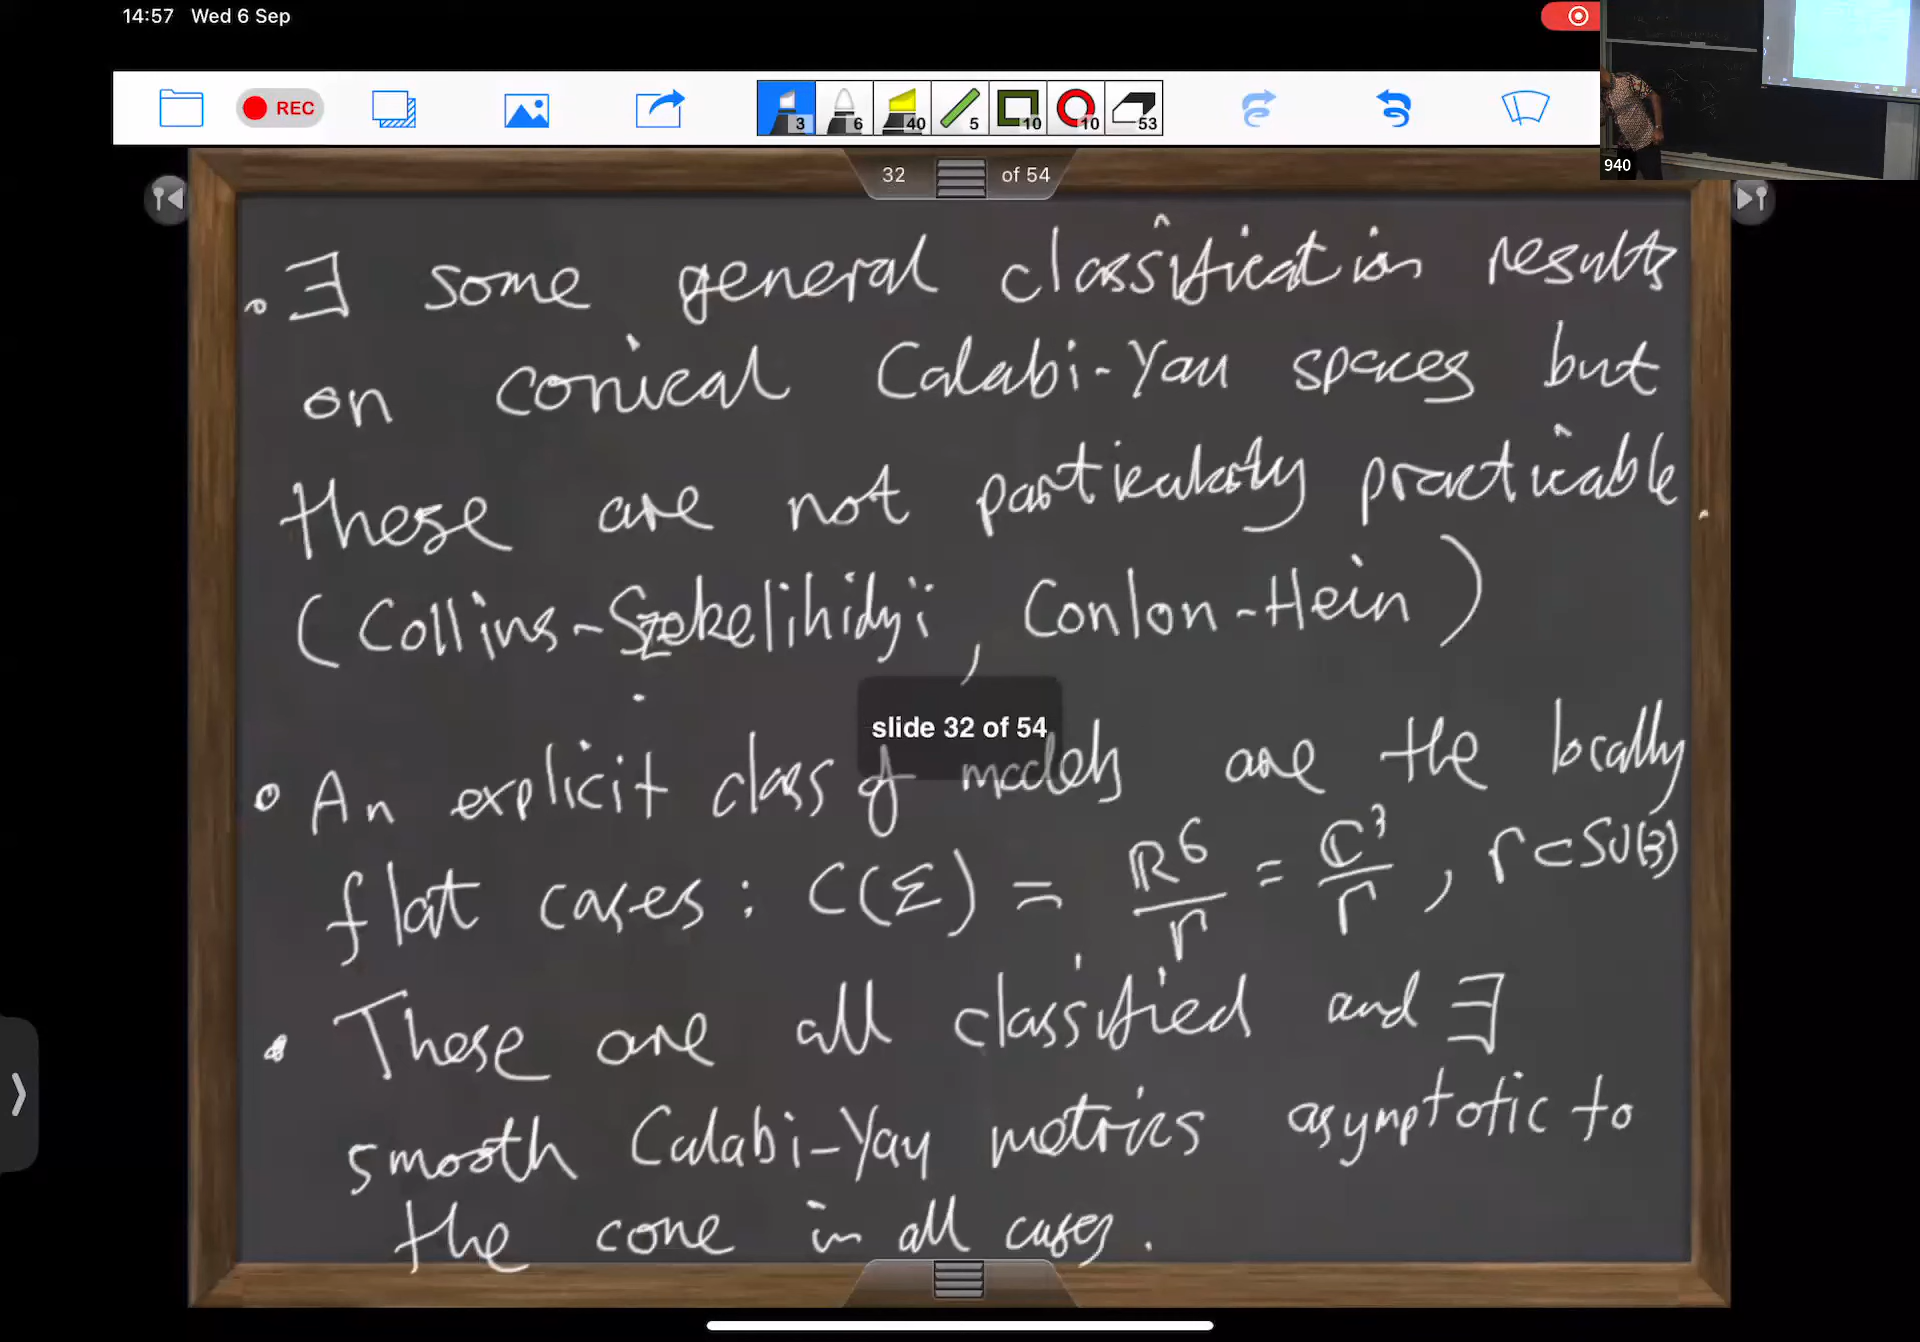 14:57 Wed 6 Sep
REC
3 6 40 5 10 10 53
940
32 of 54
∃ some general classification results
on conical Calabi-Yau spaces but
these are not particularly practicable.
(Collins-Szekelihidyi, Conlon-Hein)
slide 32 of 54
• An explicit class of models are the locally
flat cases: C(Σ) = R⁶/Γ = ℂ³/Γ, Γ⊂SU(3)
• These are all classified and ∃
smooth Calabi-Yau metrics asymptotic to
the cone in all cases.